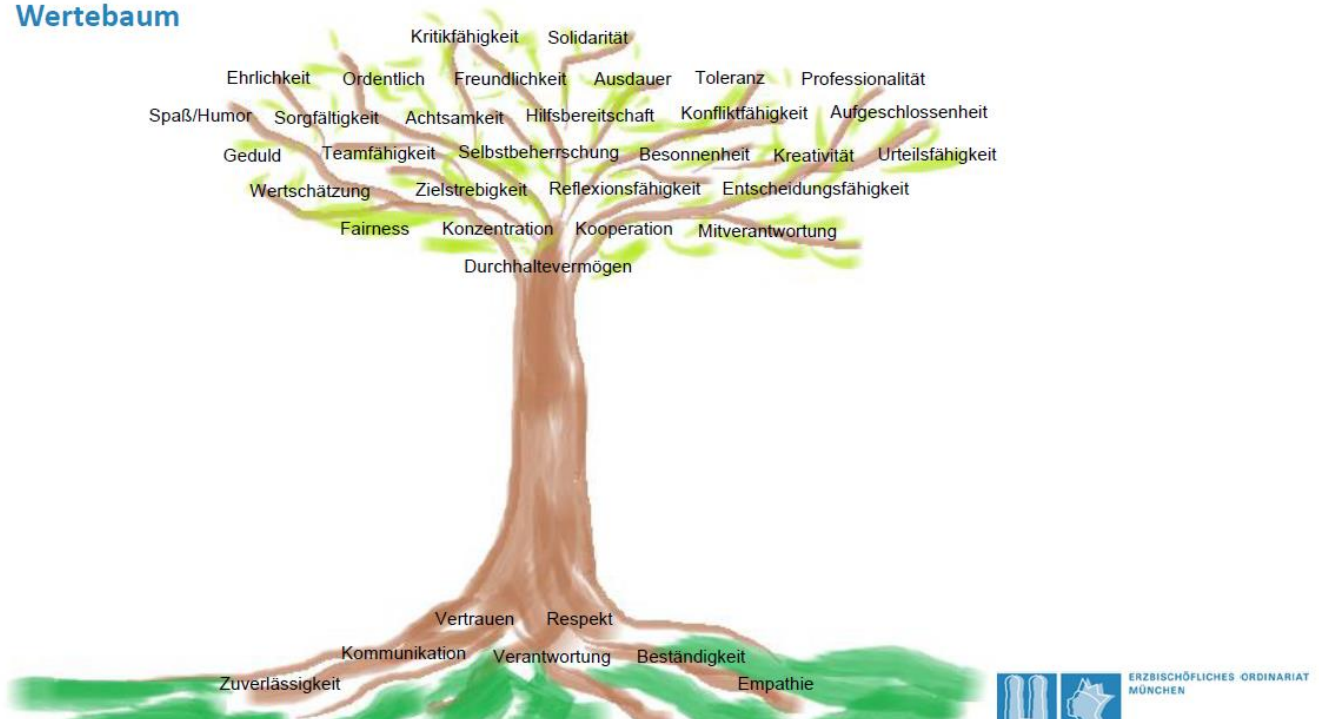 Wertebaum
Kritikfähigkeit Solidarität
Ehrlichkeit Ordentlich Freundlichkeit Ausdauer Toleranz Professionalität
Spaß/Humor Sorgfältigkeit Achtsamkeit Hilfsbereitschaft Konfliktfähigkeit Aufgeschlossenheit
Geduld Teamfähigkeit Selbstbeherrschung Besonnenheit Kreativität Urteilsfähigkeit
Wertschätzung Zielstrebigkeit Reflexionsfähigkeit Entscheidungsfähigkeit
Fairness Konzentration Kooperation Mitverantwortung
Durchhaltevermögen
Vertrauen Respekt
Kommunikation Verantwortung Beständigkeit
Zuverlässigkeit Empathie
ERZBISCHÖFLICHES ORDINARIAT
MÜNCHEN